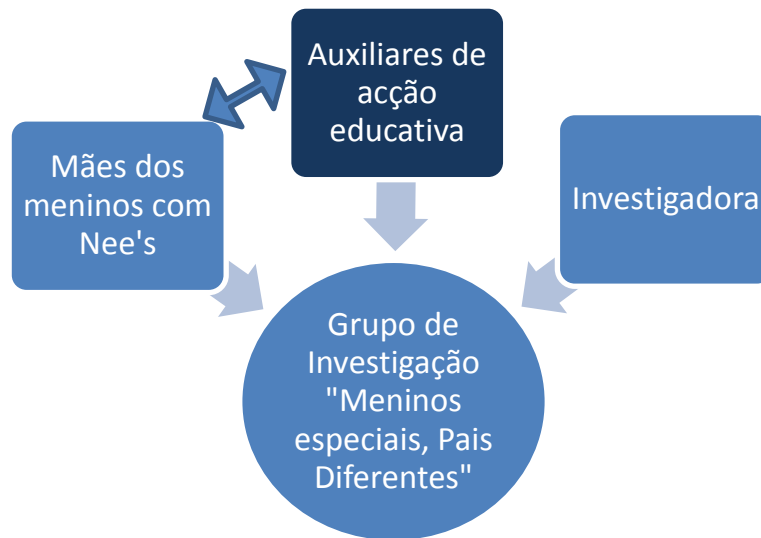 Auxiliares de
acção
educativa
Mães dos
meninos com
Nee's
Investigadora
Grupo de
Investigação
"Meninos
especiais, Pais
Diferentes"